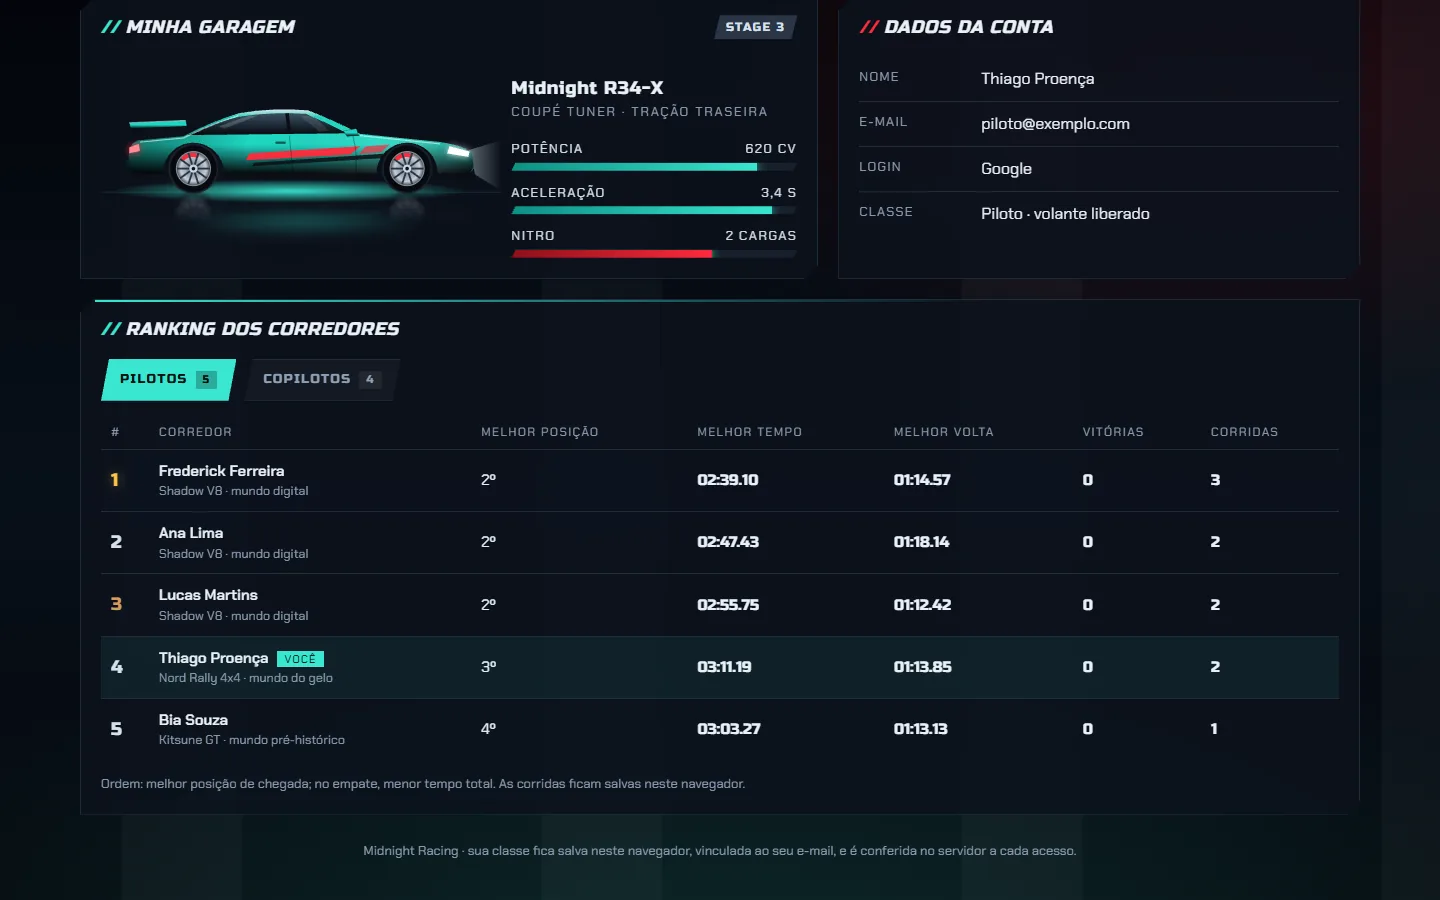 // MINHA GARAGEM
STAGE 3
Midnight R34-X
COUPÉ TUNER · TRAÇÃO TRASEIRA
POTÊNCIA 620 CV
ACELERAÇÃO 3,4 S
NITRO 2 CARGAS
// DADOS DA CONTA
NOME Thiago Proença
E-MAIL piloto@exemplo.com
LOGIN Google
CLASSE Piloto · volante liberado
// RANKING DOS CORREDORES
PILOTOS 5 COPILOTOS 4
# CORREDOR MELHOR POSIÇÃO MELHOR TEMPO MELHOR VOLTA VITÓRIAS CORRIDAS
1 Frederick Ferreira 2º 02:39.10 01:14.57 0 3
Shadow V8 · mundo digital
2 Ana Lima 2º 02:47.43 01:18.14 0 2
Shadow V8 · mundo digital
3 Lucas Martins 2º 02:55.75 01:12.42 0 2
Shadow V8 · mundo digital
4 Thiago Proença VOCÊ 3º 03:11.19 01:13.85 0 2
Nord Rally 4x4 · mundo do gelo
5 Bia Souza 4º 03:03.27 01:13.13 0 1
Kitsune GT · mundo pré-histórico
Ordem: melhor posição de chegada; no empate, menor tempo total. As corridas ficam salvas neste navegador.
Midnight Racing · sua classe fica salva neste navegador, vinculada ao seu e-mail, e é conferida no servidor a cada acesso.